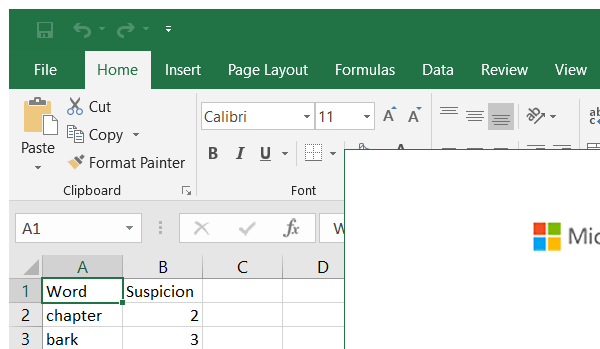 File Home Insert Page Layout Formulas Data Review View
Paste
Cut
Copy
Format Painter
Clipboard
Calibri 11 A A
B I U
Font
ab
A1
fx
A B C D
1 Word Suspicion
2 chapter 2
3 bark 3